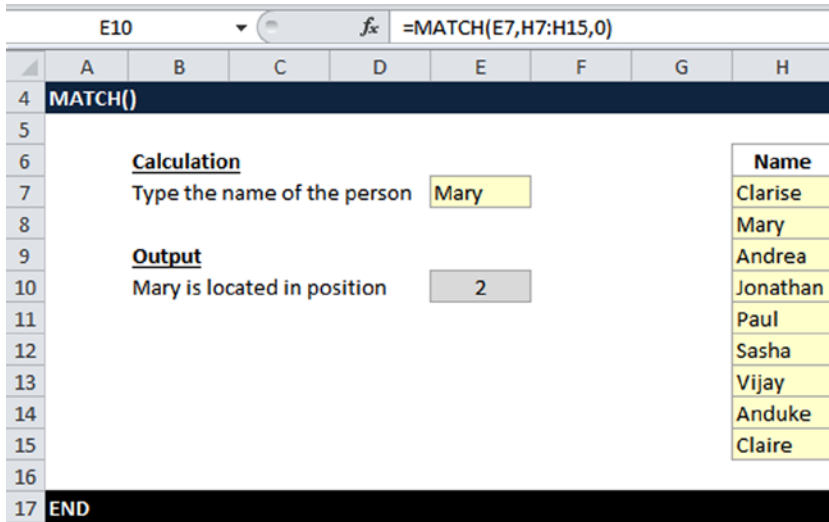 E10 fx =MATCH(E7,H7:H15,0)
A B C D E F G H
4 MATCH()
5
6 Calculation Name
7 Type the name of the person Mary Clarise
8 Mary
9 Output Andrea
10 Mary is located in position 2 Jonathan
11 Paul
12 Sasha
13 Vijay
14 Anduke
15 Claire
16
17 END